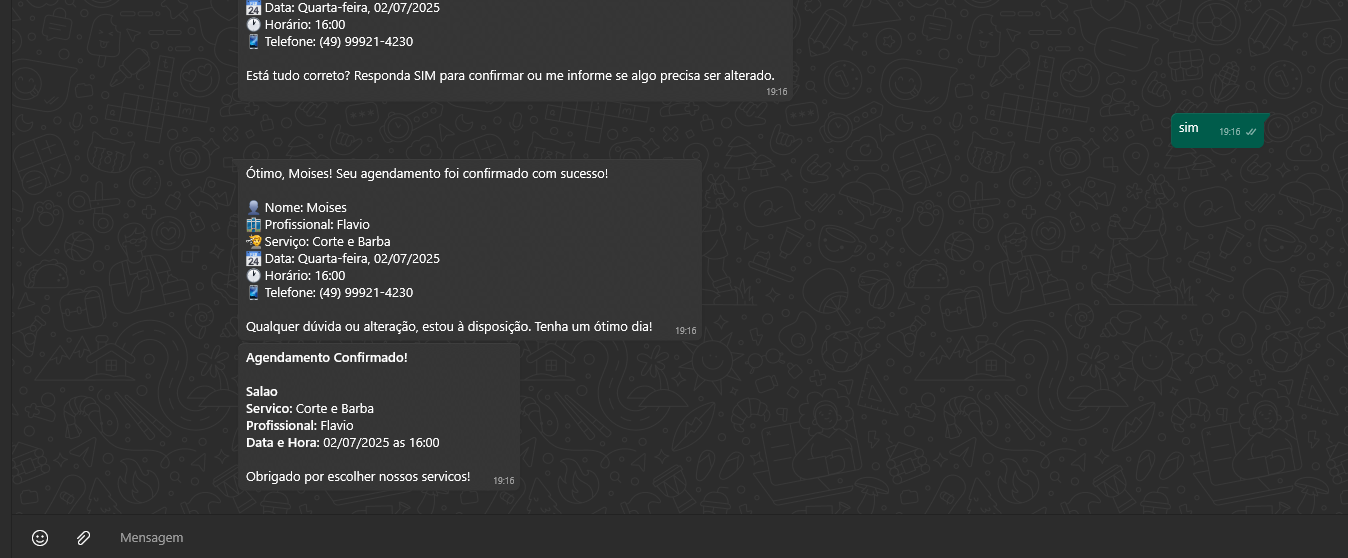 Data: Quarta-feira, 02/07/2025
Horário: 16:00
Telefone: (49) 99921-4230
Está tudo correto? Responda SIM para confirmar ou me informe se algo precisa ser alterado.
19:16
sim 19:16
Ótimo, Moises! Seu agendamento foi confirmado com sucesso!
Nome: Moises
Profissional: Flavio
Serviço: Corte e Barba
Data: Quarta-feira, 02/07/2025
Horário: 16:00
Telefone: (49) 99921-4230
Qualquer dúvida ou alteração, estou à disposição. Tenha um ótimo dia! 19:16
Agendamento Confirmado!
Salao
Servico: Corte e Barba
Profissional: Flavio
Data e Hora: 02/07/2025 as 16:00
Obrigado por escolher nossos servicos! 19:16
Mensagem